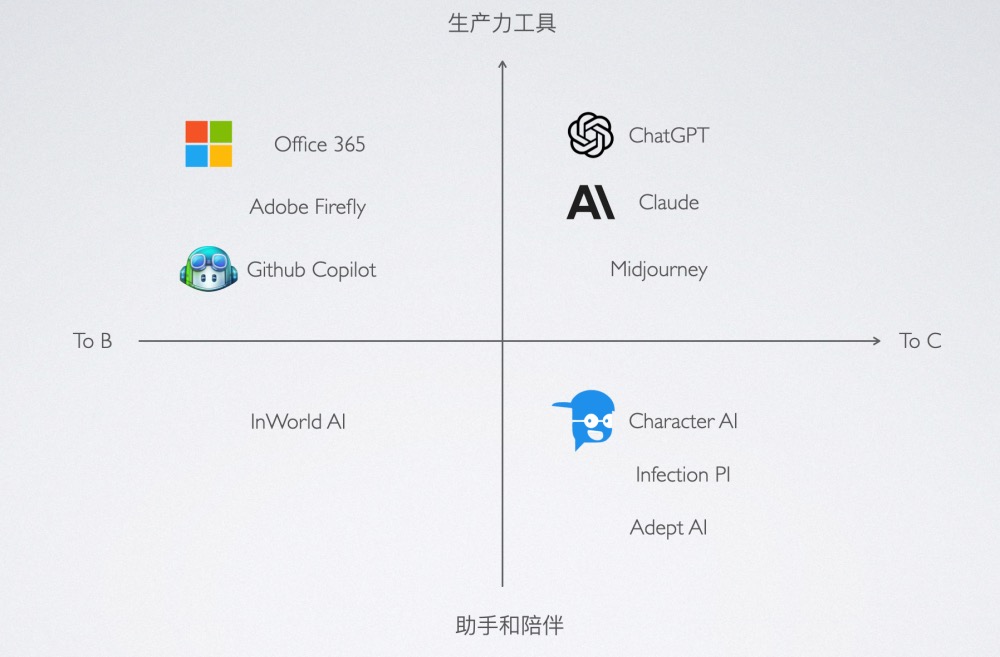 生产力工具
Office 365
ChatGPT
Adobe Firefly
Claude
Github Copilot
Midjourney
To B
To C
InWorld AI
Character AI
Infection PI
Adept AI
助手和陪伴